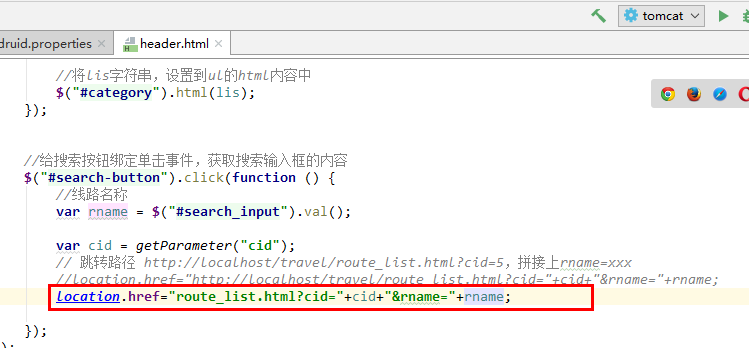 tomcat
druid.properties
header.html
//将lis字符串，设置到ul的html内容中
$("#category").html(lis);
});
//给搜索按钮绑定单击事件，获取搜索输入框的内容
$("#search-button").click(function () {
//线路名称
var rname = $("#search_input").val();
var cid = getParameter("cid");
// 跳转路径 http://localhost/travel/route_list.html?cid=5，拼接上rname=xxx
//location.href="http://localhost/travel/route_list.html?cid="+cid+"&rname="+rname;
location.href="route_list.html?cid="+cid+"&rname="+rname;
});
);